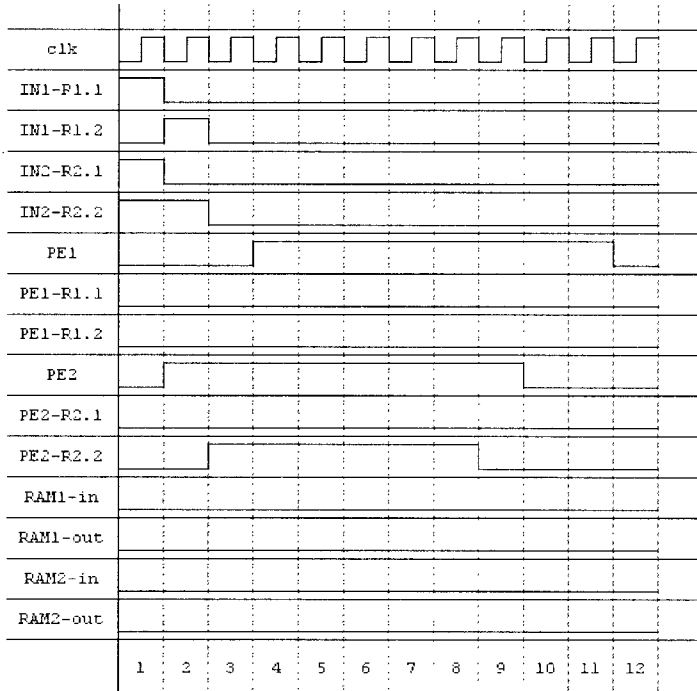 clk
IN1-R1.1
IN1-R1.2
IN2-R2.1
IN2-R2.2
PE1
PE1-R1.1
PE1-R1.2
PE2
PE2-R2.1
PE2-R2.2
RAM1-in
RAM1-out
RAM2-in
RAM2-out
1 2 3 4 5 6 7 8 9 10 11 12